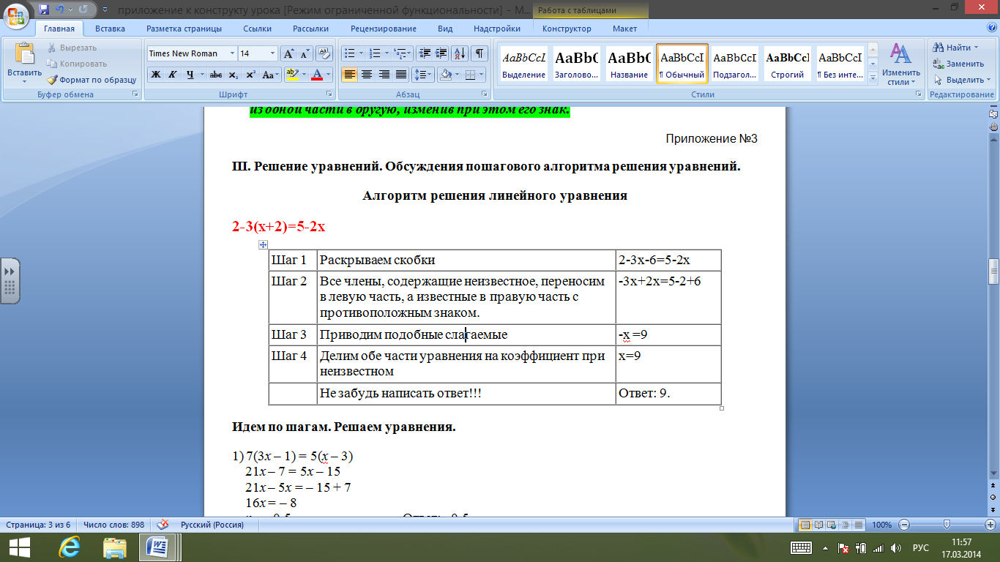 приложение к конструкту урока [Режим ограниченной функциональности] - М...
Работа с таблицами
Главная Вставка Разметка страницы Ссылки Рассылки Рецензирование Вид Надстройки Конструктор Макет
Вставить
Вырезать
Копировать
Формат по образцу
Буфер обмена
Times New Roman 14
Ж К Ч abc x₂ x² Aa
Шрифт
Абзац
AaBbCcI AaBbC AaBbC AaBbCcI AaBbCcI AaBbCcI AaBbCcI
Выделение Заголово... Название ¶ Обычный Подзагол... Строгий ¶ Без инте...
Изменить
стили
Стили
Найти
Заменить
Выделить
Редактирование
из одной части в другую, изменив при этом его знак.
Приложение №3
III. Решение уравнений. Обсуждения пошагового алгоритма решения уравнений.
Алгоритм решения линейного уравнения
2-3(x+2)=5-2x
Шаг 1 Раскрываем скобки 2-3x-6=5-2x
Шаг 2 Все члены, содержащие неизвестное, переносим -3x+2x=5-2+6
в левую часть, а известные в правую часть с
противоположным знаком.
Шаг 3 Приводим подобные слагаемые -x =9
Шаг 4 Делим обе части уравнения на коэффициент при x=9
неизвестном
Не забудь написать ответ!!! Ответ: 9.
Идем по шагам. Решаем уравнения.
1) 7(3x – 1) = 5(x – 3)
21x – 7 = 5x – 15
21x – 5x = – 15 + 7
16x = – 8
Страница: 3 из 6 Число слов: 898 Русский (Россия) 100%
РУС
11:57
17.03.2014